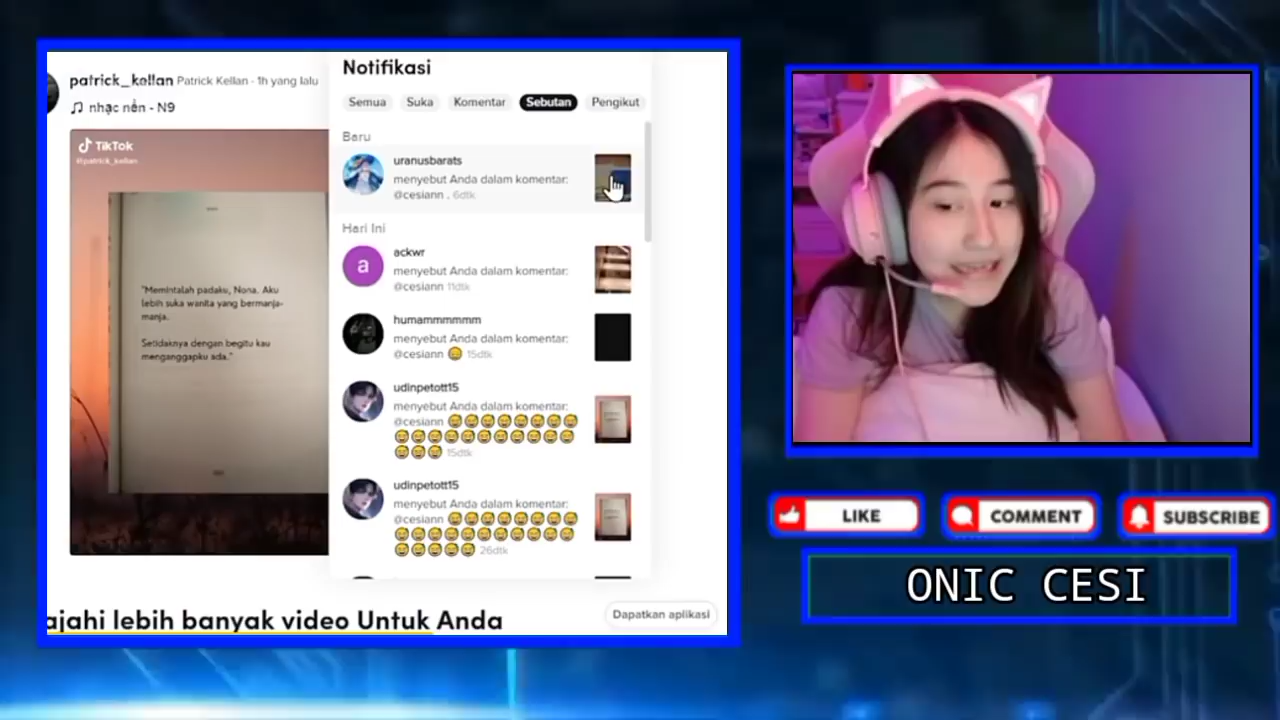 patrick_kellan Patrick Kellan · 1h yang lalu
nhạc nền - N9
TikTok
@patrick_kellan
"Memintalah padaku, Nona. Aku
lebih suka wanita yang bermanja-
manja.
Setidaknya dengan begitu kau
menganggapku ada."
Notifikasi
Semua Suka Komentar Sebutan Pengikut
Baru
uranusbarats
menyebut Anda dalam komentar:
@cesiann . 6dtk
Hari Ini
a
ackwr
menyebut Anda dalam komentar:
@cesiann 11dtk
humammmmmm
menyebut Anda dalam komentar:
@cesiann 😅 15dtk
udinpetott15
menyebut Anda dalam komentar:
@cesiann 😂😂😂😂😂😂😂😂
😂😂😂😂😂😂😂😂😂😂😂
😂😂😂 15dtk
udinpetott15
menyebut Anda dalam komentar:
@cesiann 😂😂😂😂😂😂😂😂
😂😂😂😂😂😂😂😂😂😂😂
😂😂😂😂😂 26dtk
ajahi lebih banyak video Untuk Anda
Dapatkan aplikasi
LIKE
COMMENT
SUBSCRIBE
ONIC CESI